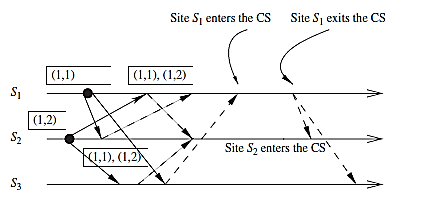 Site S1 enters the CS
Site S1 exits the CS
(1,1)
(1,1), (1,2)
S1
(1,2)
S2
(1,1), (1,2)
Site S2 enters the CS
S3